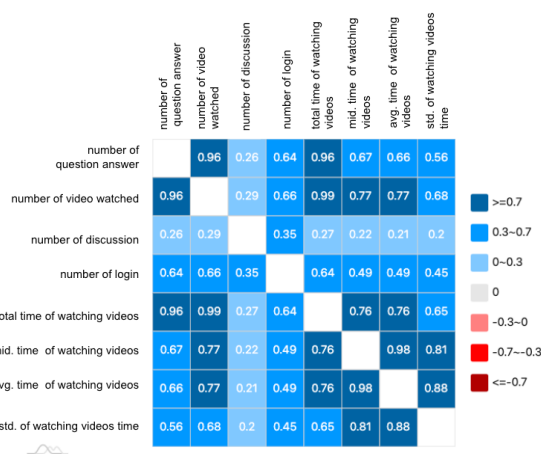 number of
question answer
number of video
watched
number of discussion
number of login
total time of watching
videos
mid. time of watching
videos
avg. time of watching
videos
std. of watching videos
time
number of
question answer
0.96 0.26 0.64 0.96 0.67 0.66 0.56
number of video watched
0.96 0.29 0.66 0.99 0.77 0.77 0.68
number of discussion
0.26 0.29 0.35 0.27 0.22 0.21 0.2
number of login
0.64 0.66 0.35 0.64 0.49 0.49 0.45
otal time of watching videos
0.96 0.99 0.27 0.64 0.76 0.76 0.65
id. time of watching videos
0.67 0.77 0.22 0.49 0.76 0.98 0.81
vg. time of watching videos
0.66 0.77 0.21 0.49 0.76 0.98 0.88
std. of watching videos time
0.56 0.68 0.2 0.45 0.65 0.81 0.88
>=0.7
0.3~0.7
0~0.3
0
-0.3~0
-0.7~-0.3
<=-0.7